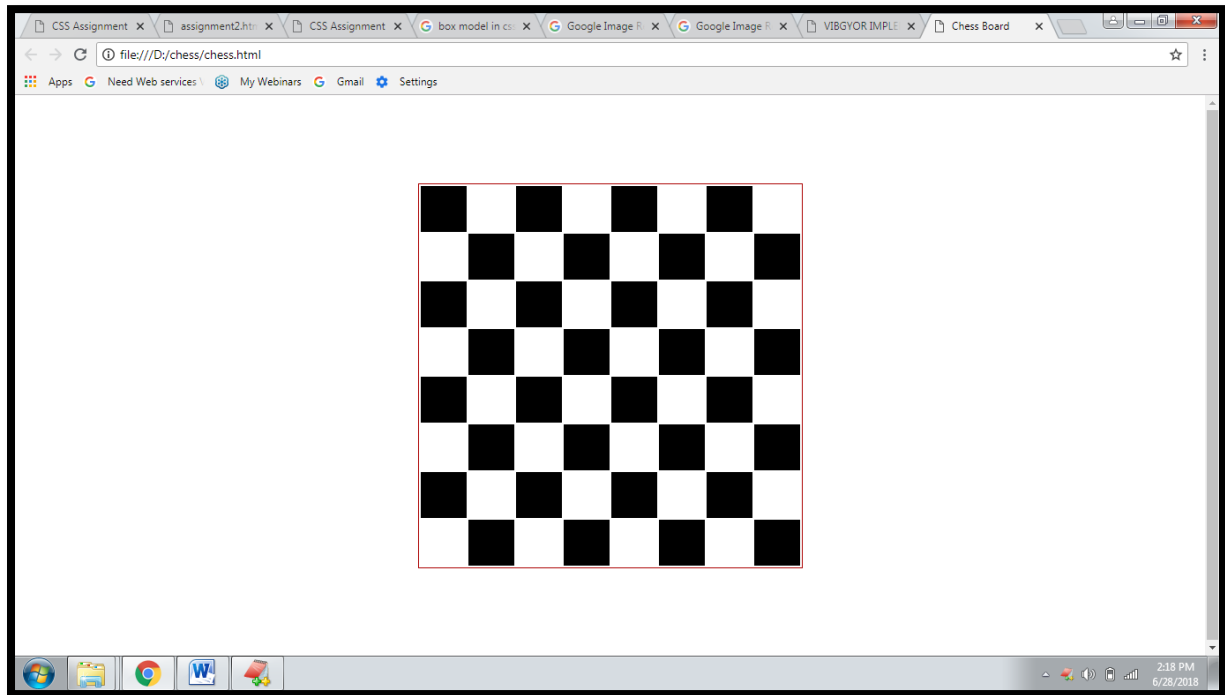 CSS Assignment
assignment2.htm
CSS Assignment
box model in cs
Google Image R
Google Image R
VIBGYOR IMPLE
Chess Board
file:///D:/chess/chess.html
Apps
Need Web services
My Webinars
Gmail
Settings
2:18 PM
6/28/2018